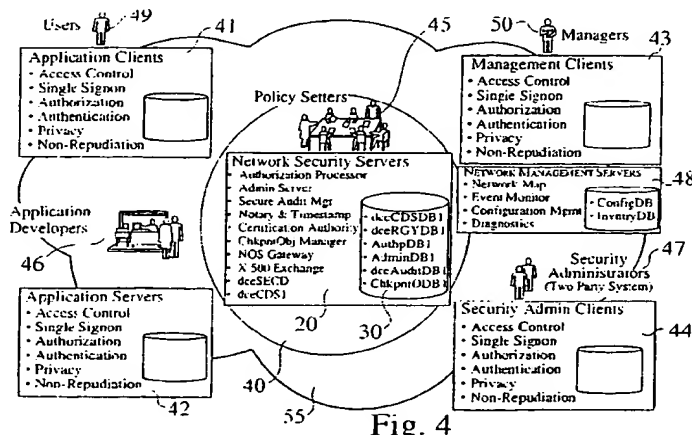 Users
49
41
45
50
Managers
43
Application Clients
• Access Control
• Single Signon
• Authorization
• Authentication
• Privacy
• Non-Repudiation
Policy Setters
Management Clients
• Access Control
• Single Signon
• Authorization
• Authentication
• Privacy
• Non-Repudiation
Network Security Servers
Authorization Processor
Admin Server
Secure Audit Mgr
Notary & Timestamp
Certification Authority
ChkpntObj Manager
NOS Gateway
X 500 Exchange
dceSECD
dceCDS1
• dceCDSDB1
• dceRGYDB1
• AuthpDB1
• AdminDB1
• dceAuditDB1
• ChkpntODB1
20
30
NETWORK MANAGEMENT SERVERS
• Network Map
• Event Monitor
• Configuration Mgmt
• Diagnostics
• ConfigDB
• InventryDB
48
Application
Developers
46
47
Security
Administrators
(Two Party System)
Application Servers
• Access Control
• Single Signon
• Authorization
• Authentication
• Privacy
• Non-Repudiation
42
40
55
Security Admin Clients
• Access Control
• Single Signon
• Authorization
• Authentication
• Privacy
• Non-Repudiation
44
Fig. 4